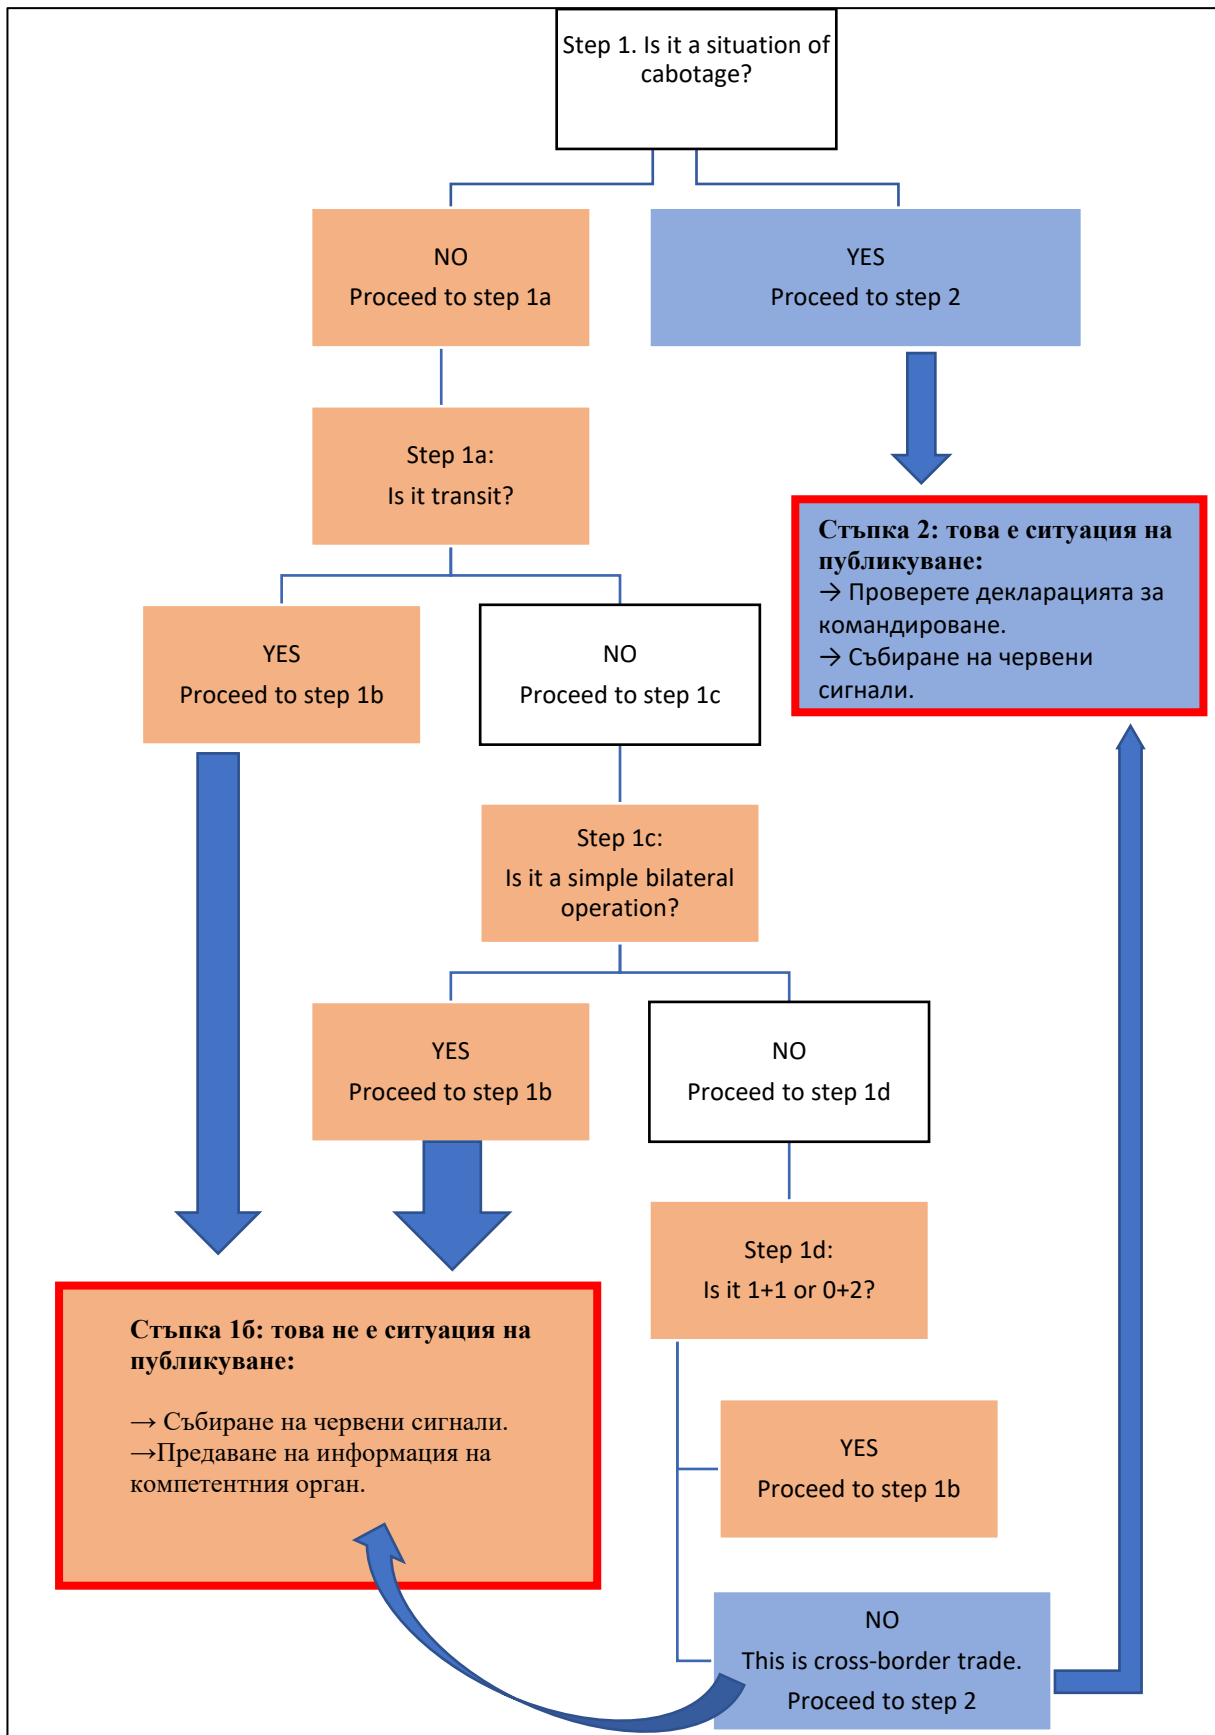 Step 1. Is it a situation of
cabotage?
NO
Proceed to step 1a
YES
Proceed to step 2
Step 1a:
Is it transit?
Стъпка 2: това е ситуация на
публикуване:
→ Проверете декларацията за
командироване.
→ Събиране на червени
сигнали.
YES
Proceed to step 1b
NO
Proceed to step 1c
Step 1c:
Is it a simple bilateral
operation?
YES
Proceed to step 1b
NO
Proceed to step 1d
Step 1d:
Is it 1+1 or 0+2?
Стъпка 1б: това не е ситуация на
публикуване:
→ Събиране на червени сигнали.
→Предаване на информация на
компетентния орган.
YES
Proceed to step 1b
NO
This is cross-border trade.
Proceed to step 2